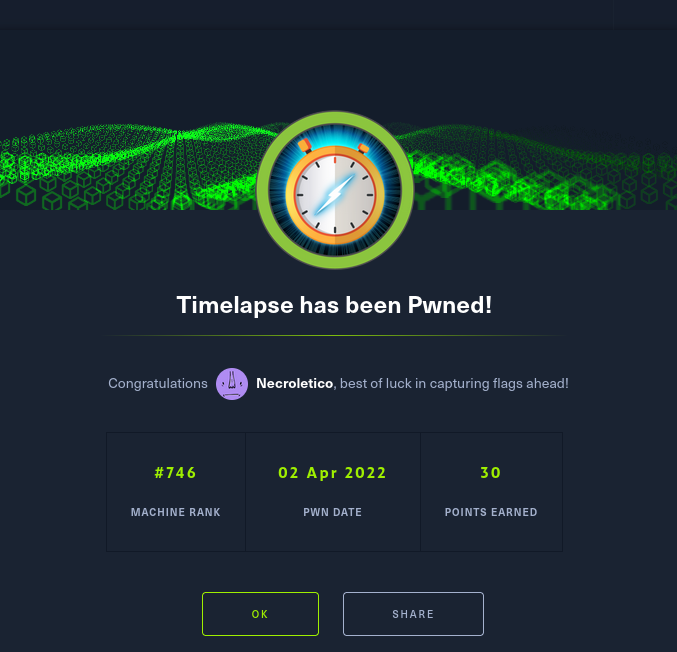 Timelapse has been Pwned!
Congratulations Necroletico, best of luck in capturing flags ahead!
#746 02 Apr 2022 30
MACHINE RANK PWN DATE POINTS EARNED
OK SHARE